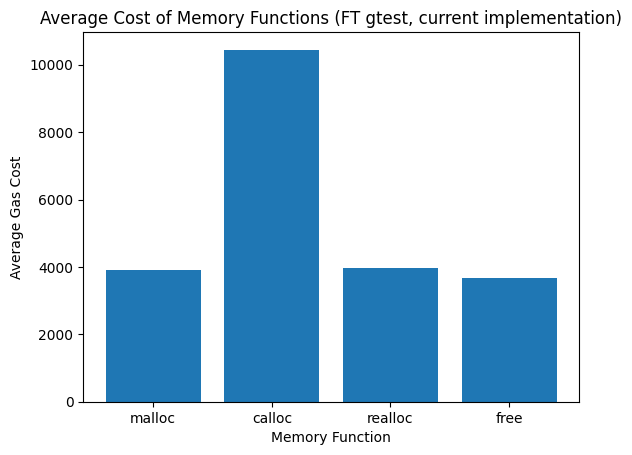 Average Cost of Memory Functions (FT gtest, current implementation)
10000
8000
6000
4000
2000
0
Average Gas Cost
malloc calloc realloc free
Memory Function